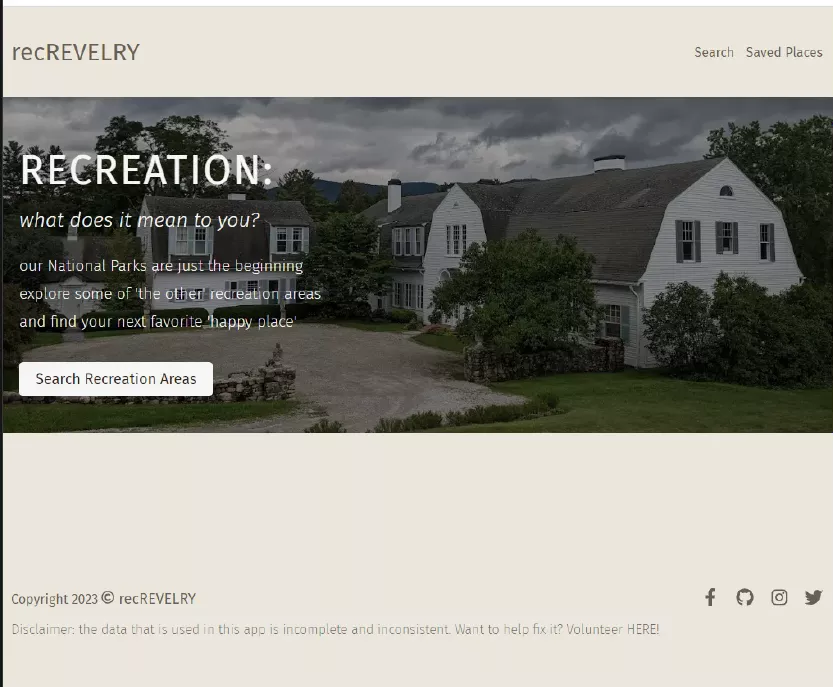 recREVELRY
Search Saved Places
RECREATION:
what does it mean to you?
our National Parks are just the beginning
explore some of 'the other' recreation areas
and find your next favorite 'happy place'
Search Recreation Areas
Copyright 2023 © recREVELRY
Disclaimer: the data that is used in this app is incomplete and inconsistent. Want to help fix it? Volunteer HERE!